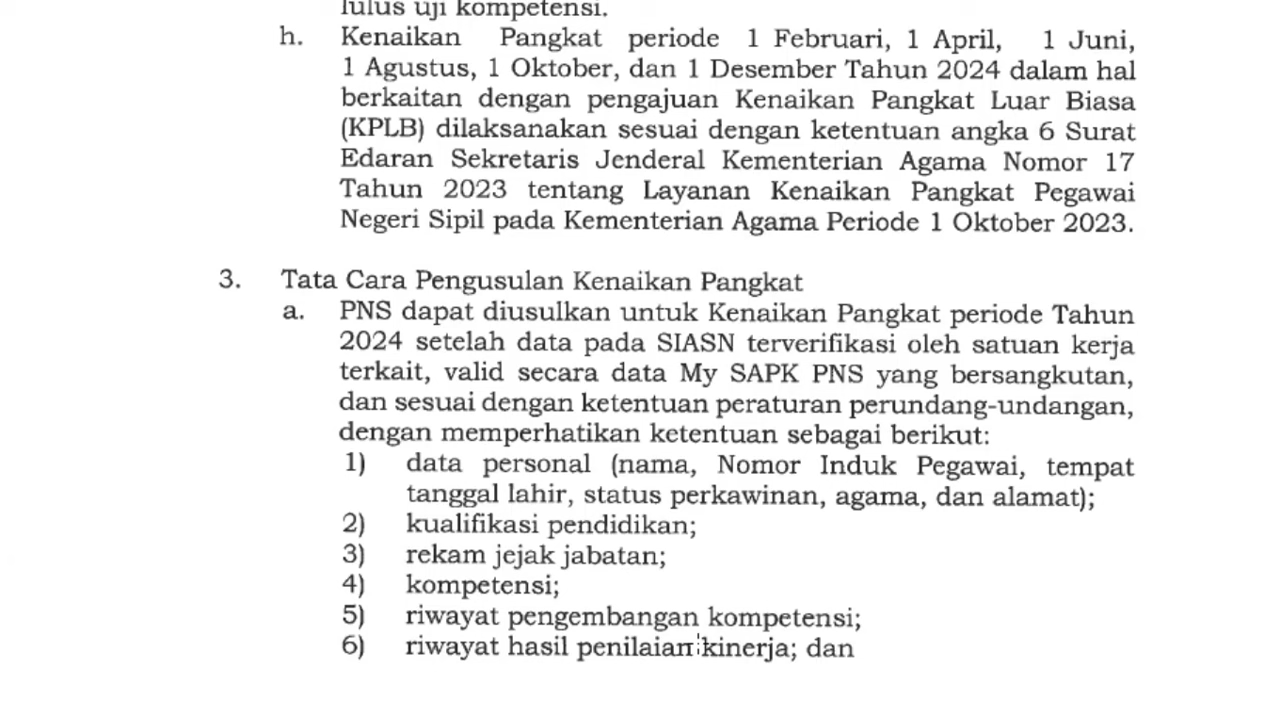 lulus uji kompetensi.
h. Kenaikan Pangkat periode 1 Februari, 1 April, 1 Juni,
1 Agustus, 1 Oktober, dan 1 Desember Tahun 2024 dalam hal
berkaitan dengan pengajuan Kenaikan Pangkat Luar Biasa
(KPLB) dilaksanakan sesuai dengan ketentuan angka 6 Surat
Edaran Sekretaris Jenderal Kementerian Agama Nomor 17
Tahun 2023 tentang Layanan Kenaikan Pangkat Pegawai
Negeri Sipil pada Kementerian Agama Periode 1 Oktober 2023.
3. Tata Cara Pengusulan Kenaikan Pangkat
a. PNS dapat diusulkan untuk Kenaikan Pangkat periode Tahun
2024 setelah data pada SIASN terverifikasi oleh satuan kerja
terkait, valid secara data My SAPK PNS yang bersangkutan,
dan sesuai dengan ketentuan peraturan perundang-undangan,
dengan memperhatikan ketentuan sebagai berikut:
1) data personal (nama, Nomor Induk Pegawai, tempat
tanggal lahir, status perkawinan, agama, dan alamat);
2) kualifikasi pendidikan;
3) rekam jejak jabatan;
4) kompetensi;
5) riwayat pengembangan kompetensi;
6) riwayat hasil penilaian kinerja; dan